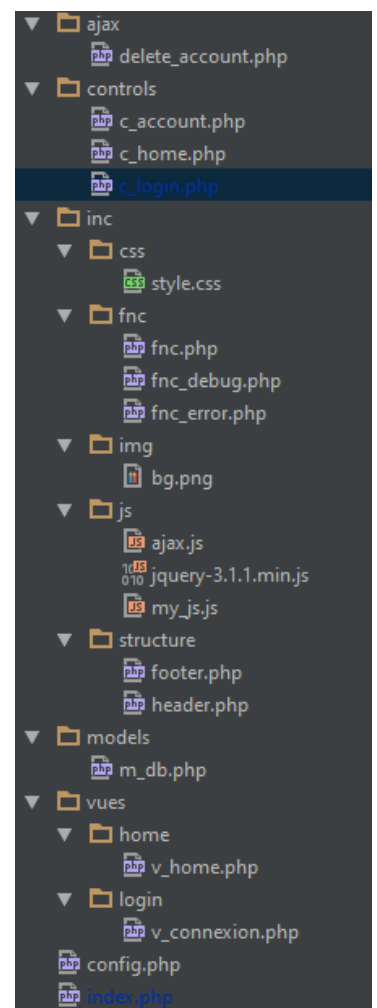 ajax
delete_account.php
controls
c_account.php
c_home.php
c_login.php
inc
css
style.css
fnc
fnc.php
fnc_debug.php
fnc_error.php
img
bg.png
js
ajax.js
jquery-3.1.1.min.js
my_js.js
structure
footer.php
header.php
models
m_db.php
vues
home
v_home.php
login
v_connexion.php
config.php
index.php